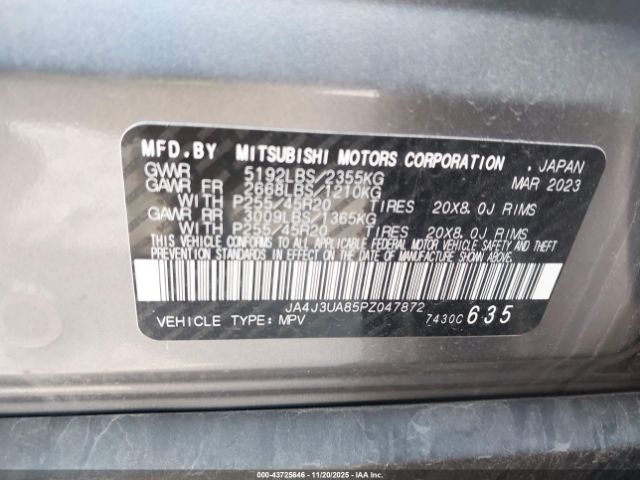 MFD.BY MITSUBISHI MOTORS CORPORATION , JAPAN
GVWR 5192LBS/2355KG MAR 2023
GAWR FR 2668LBS/1210KG
WITH P255/45R20 TIRES 20X8.0J RIMS
GAWR RR 3009LBS/1365KG
WITH P255/45R20 TIRES 20X8.0J RIMS
THIS VEHICLE CONFORMS TO ALL APPLICABLE FEDERAL MOTOR VEHICLE SAFETY AND THEFT
PREVENTION STANDARDS IN EFFECT ON THE DATE OF MANUFACTURE SHOWN ABOVE.
JA4J3UA85PZ047872
VEHICLE TYPE: MPV 7430C 635
© IAA 43725646 - 11/20/2025 - IAAI.com